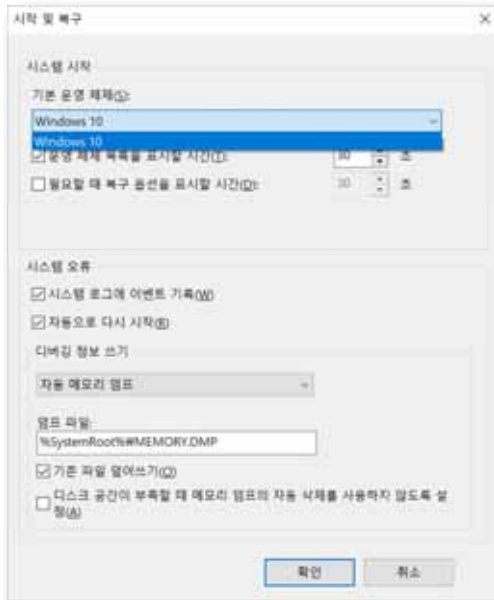 시작 및 복구
시스템 시작
기본 운영 체제(S):
Windows 10
Windows 10
운영 체제 목록을 표시할 시간(T): 30 초
필요할 때 복구 옵션을 표시할 시간(D): 30 초
시스템 오류
시스템 로그에 이벤트 기록(W)
자동으로 다시 시작(R)
디버깅 정보 쓰기
자동 메모리 덤프
덤프 파일:
%SystemRoot%₩MEMORY.DMP
기존 파일 덮어쓰기(O)
디스크 공간이 부족할 때 메모리 덤프의 자동 삭제를 사용하지 않도록 설
정(A)
확인 취소